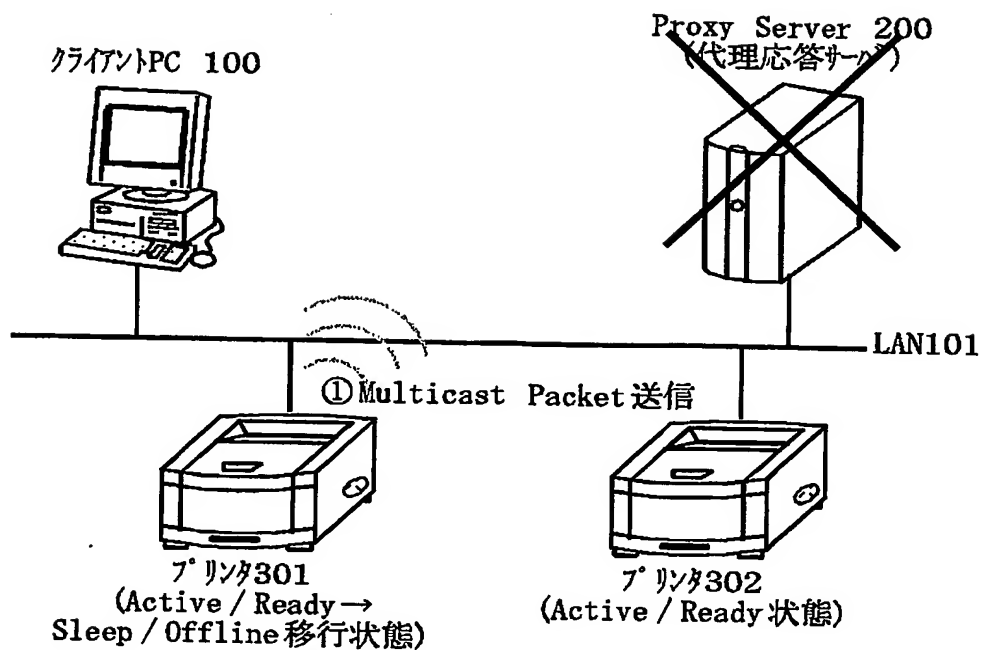 Proxy Server 200
(代理応答ｻｰﾊﾞ)
ｸﾗｲｱﾝﾄPC 100
LAN101
①Multicast Packet送信
ﾌﾟﾘﾝﾀ301
(Active / Ready→
Sleep / Offline移行状態)
ﾌﾟﾘﾝﾀ302
(Active / Ready状態)